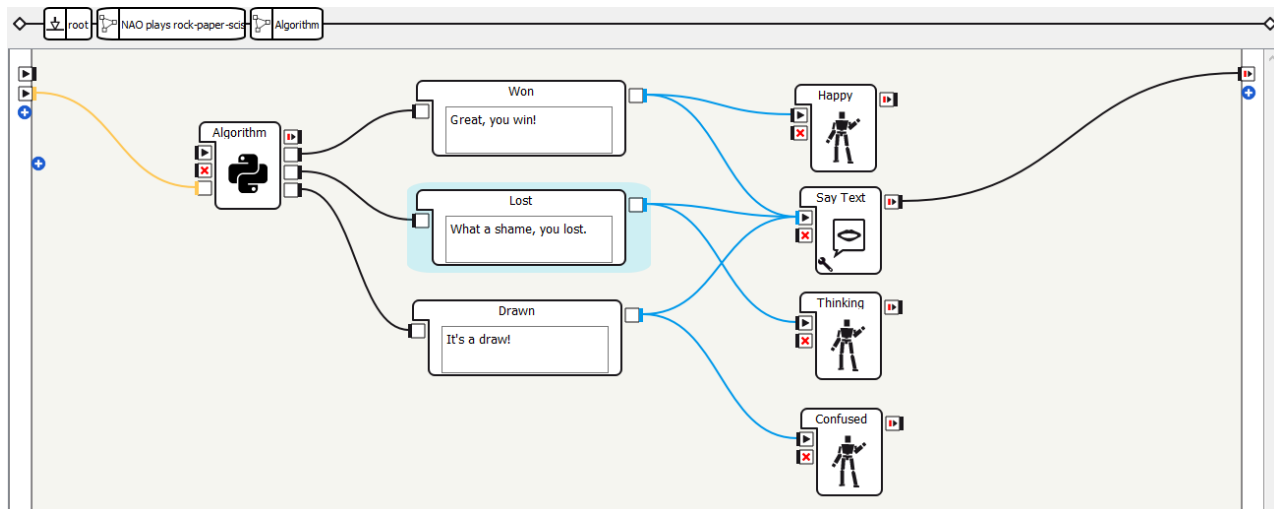 root
NAO plays rock-paper-scis
Algorithm
Algorithm
Won
Great, you win!
Lost
What a shame, you lost.
Drawn
It's a draw!
Happy
Say Text
Thinking
Confused